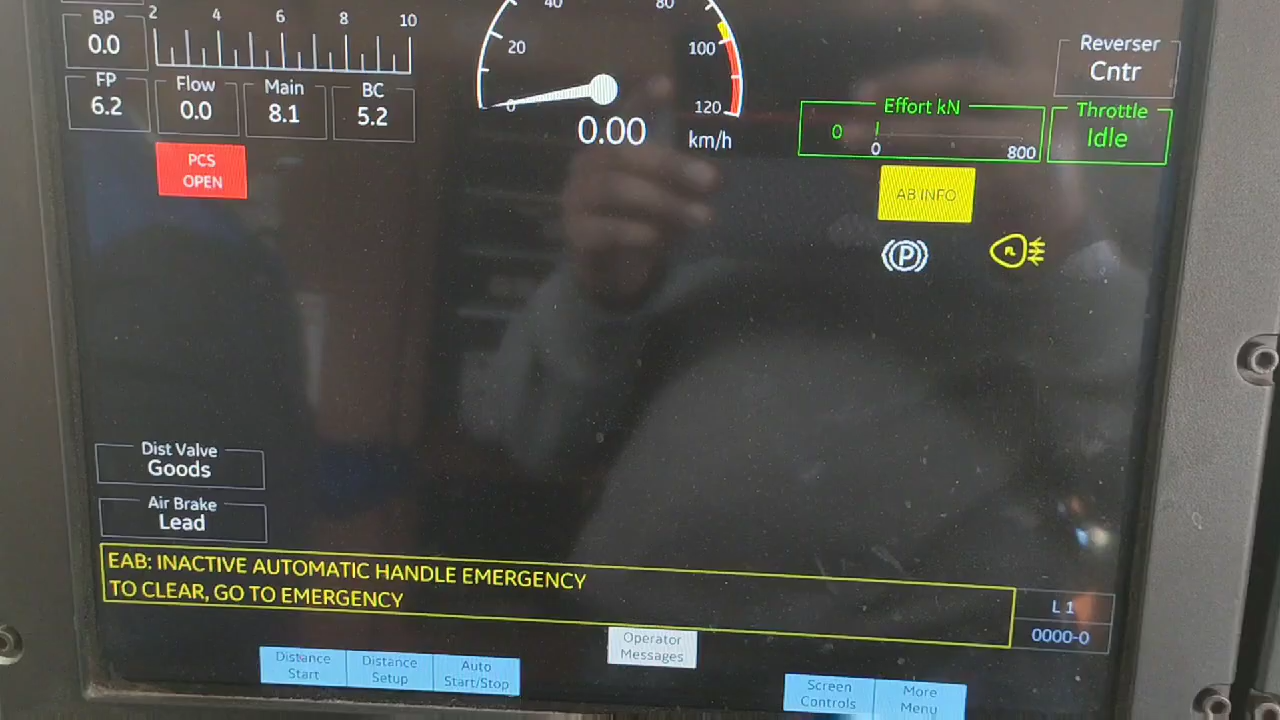 BP
0.0
2 4 6 8 10
FP
6.2
Flow
0.0
Main
8.1
BC
5.2
PCS
OPEN
0
20
40
80
100
120
0.00
km/h
Reverser
Cntr
Effort kN
0
0
800
Throttle
Idle
AB INFO
P
Dist Valve
Goods
Air Brake
Lead
EAB: INACTIVE AUTOMATIC HANDLE EMERGENCY
TO CLEAR, GO TO EMERGENCY
L 1
0000-0
Operator
Messages
Distance
Start
Distance
Setup
Auto
Start/Stop
Screen
Controls
More
Menu